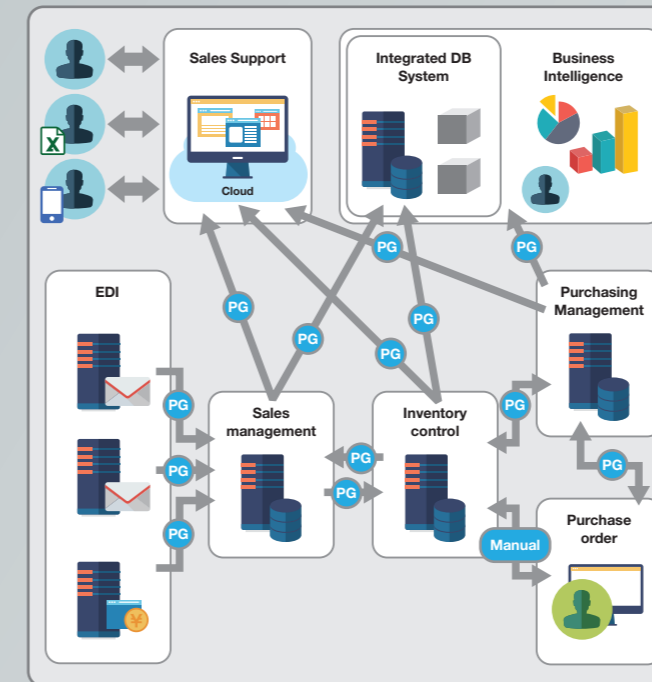 Sales Support
Integrated DB
System
Business
Intelligence
X
Cloud
PG
PG
EDI
PG
PG
PG
PG
Purchasing
Management
PG
PG
Sales
management
Inventory
control
PG
PG
PG
PG
PG
Purchase
order
Manual
¥